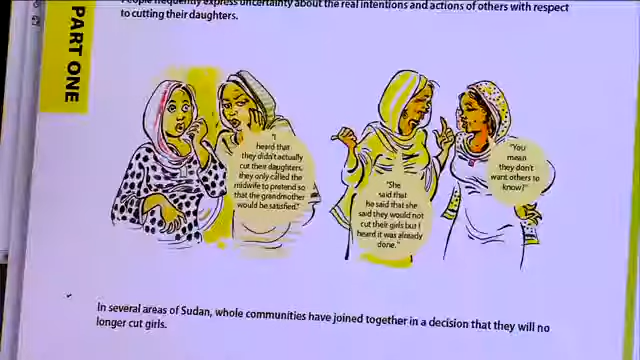 People frequently express uncertainty about the real intentions and actions of others with respect
to cutting their daughters.
PART ONE
"I
heard that
they didn't actually
cut their daughters,
they only called the
midwife to pretend so
that the grandmother
would be satisfied."
"She
said that
he said that she
said they would not
cut their girls but I
heard it was already
done."
"You
mean
they don't
want others to
know?"
In several areas of Sudan, whole communities have joined together in a decision that they will no
longer cut girls.